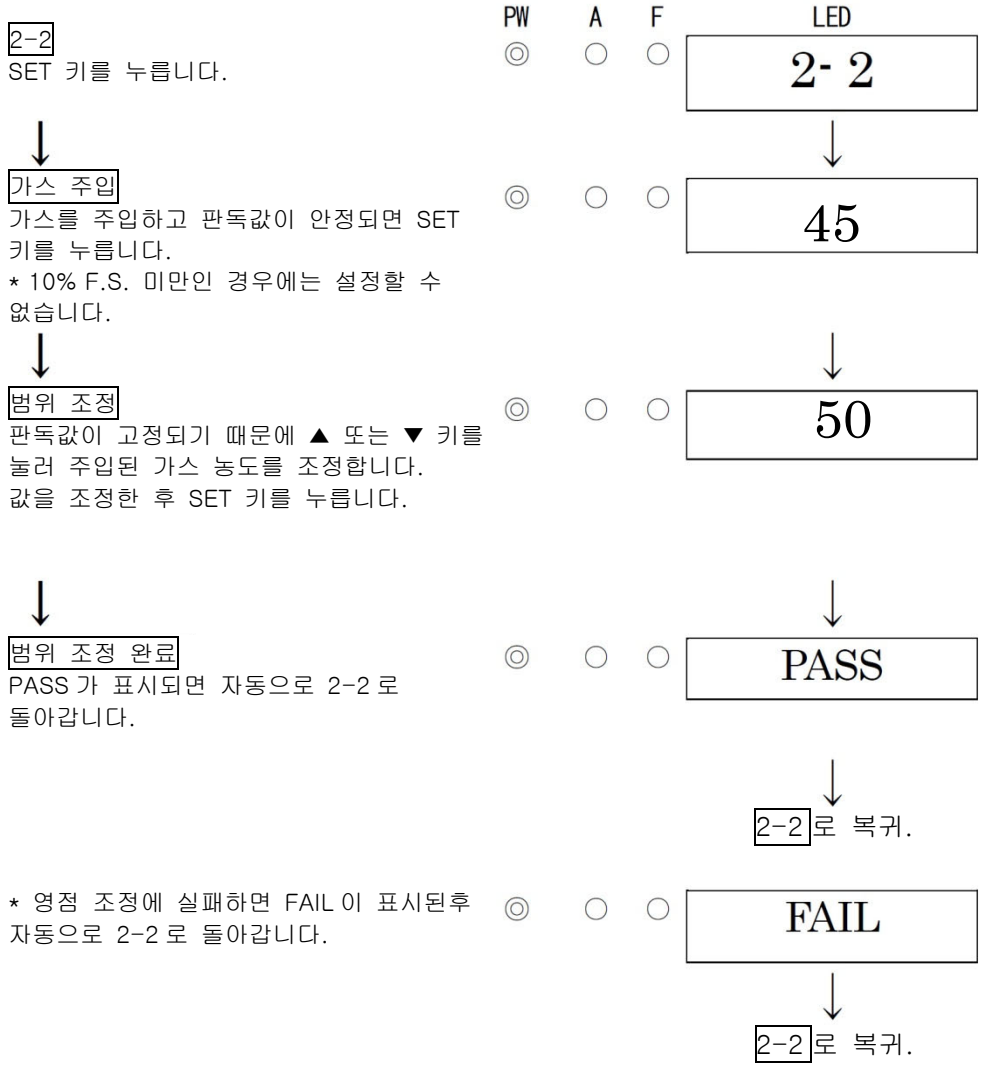 PW A F LED
2-2
SET 키를 누릅니다.
2- 2
↓ ↓
가스 주입
가스를 주입하고 판독값이 안정되면 SET
키를 누릅니다.
* 10% F.S. 미만인 경우에는 설정할 수
없습니다.
45
↓ ↓
범위 조정
판독값이 고정되기 때문에 ▲ 또는 ▼ 키를
눌러 주입된 가스 농도를 조정합니다.
값을 조정한 후 SET 키를 누릅니다.
50
↓ ↓
범위 조정 완료
PASS 가 표시되면 자동으로 2-2 로
돌아갑니다.
PASS
↓
2-2 로 복귀.
* 영점 조정에 실패하면 FAIL 이 표시된후
자동으로 2-2 로 돌아갑니다.
FAIL
↓
2-2 로 복귀.